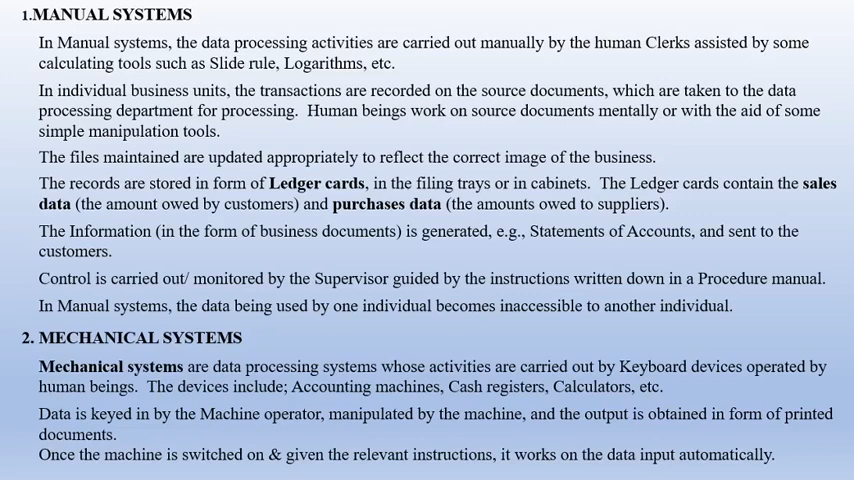 1.MANUAL SYSTEMS
In Manual systems, the data processing activities are carried out manually by the human Clerks assisted by some
calculating tools such as Slide rule, Logarithms, etc.
In individual business units, the transactions are recorded on the source documents, which are taken to the data
processing department for processing. Human beings work on source documents mentally or with the aid of some
simple manipulation tools.
The files maintained are updated appropriately to reflect the correct image of the business.
The records are stored in form of Ledger cards, in the filing trays or in cabinets. The Ledger cards contain the sales
data (the amount owed by customers) and purchases data (the amounts owed to suppliers).
The Information (in the form of business documents) is generated, e.g., Statements of Accounts, and sent to the
customers.
Control is carried out/ monitored by the Supervisor guided by the instructions written down in a Procedure manual.
In Manual systems, the data being used by one individual becomes inaccessible to another individual.
2. MECHANICAL SYSTEMS
Mechanical systems are data processing systems whose activities are carried out by Keyboard devices operated by
human beings. The devices include; Accounting machines, Cash registers, Calculators, etc.
Data is keyed in by the Machine operator, manipulated by the machine, and the output is obtained in form of printed
documents.
Once the machine is switched on & given the relevant instructions, it works on the data input automatically.